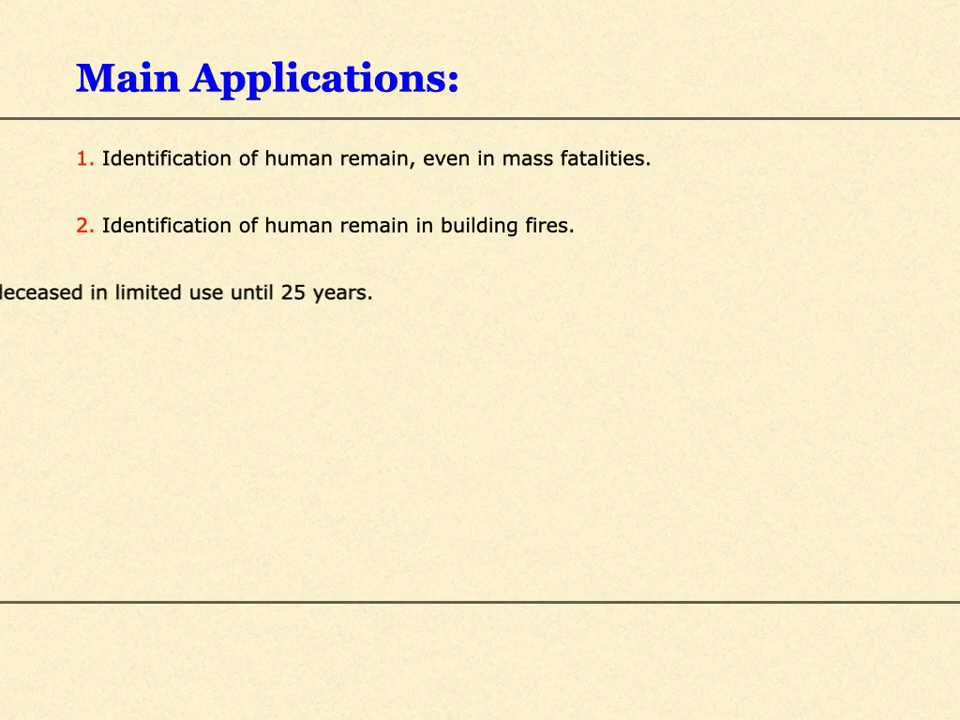 Main Applications:
1. Identification of human remain, even in mass fatalities.
2. Identification of human remain in building fires.
in limited use until 25 years.